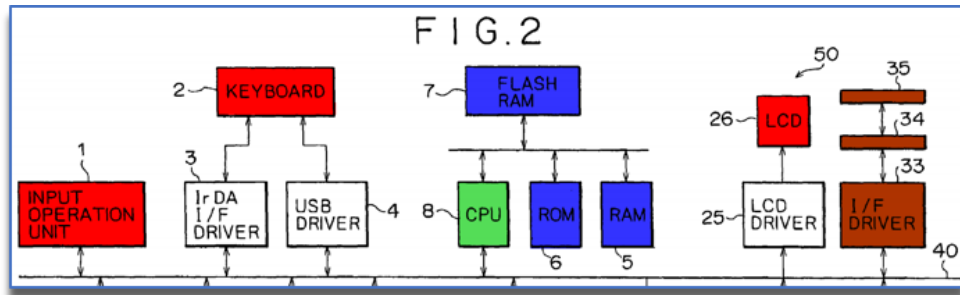 FIG.2
50
35
2
KEYBOARD
7
FLASH
RAM
26
LCD
34
1
3
33
INPUT
OPERATION
UNIT
IrDA
I/F
DRIVER
USB
DRIVER
4
8
CPU
ROM
RAM
25
LCD
DRIVER
I/F
DRIVER
6
5
40